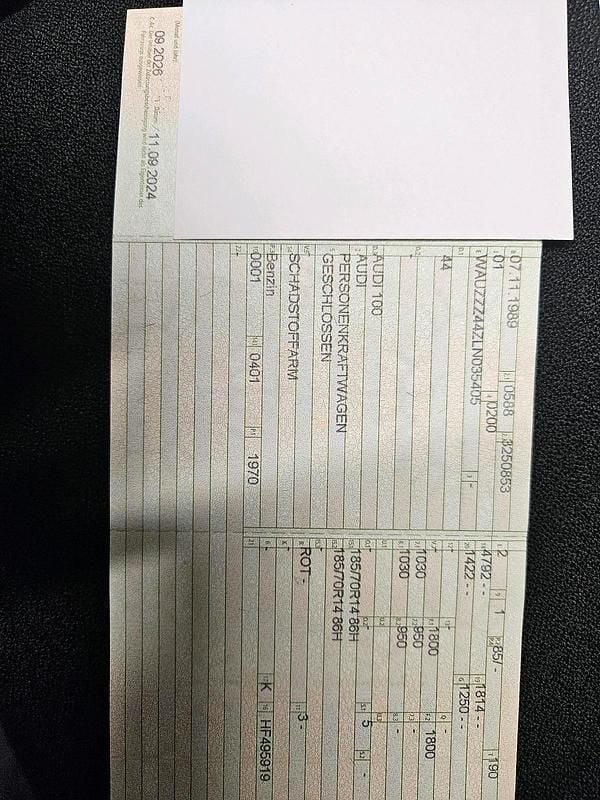 09.2026
11.09.2024
07.11.1989 0588 3250853
01 0200
WAUZZZ44ZLN035405 -
44
AUDI 100
AUDI
PERSONENKRAFTWAGEN
GESCHLOSSEN
SCHADSTOFFARM
Benzin
0001 0401 1970
2 1 85/- 190
4792 - - 1814 - -
1422 - - 1250 - -
1800 1800
1030 950 -
1030 950 -
5 -
185/70R14 86H
185/70R14 86H
ROT - 3 -
K HF495919